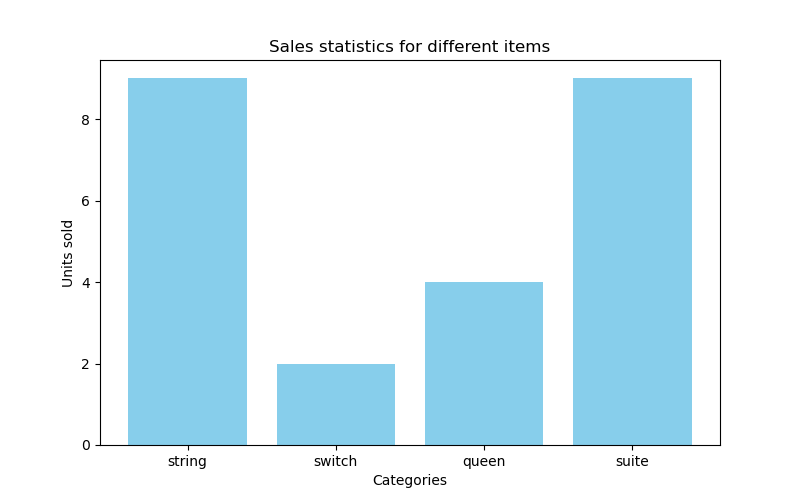 Sales statistics for different items
Units sold
8
6
4
2
0
string switch queen suite
Categories